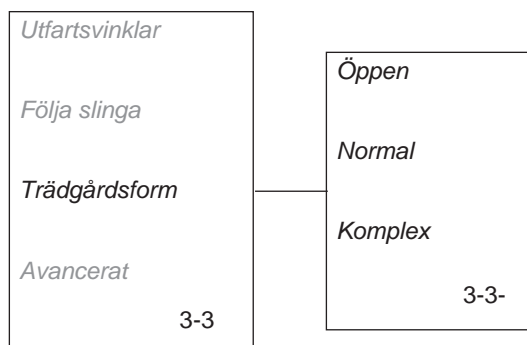 Utfartsvinklar
Följa slinga
Trädgårdsform
Avancerat
3-3
Öppen
Normal
Komplex
3-3-